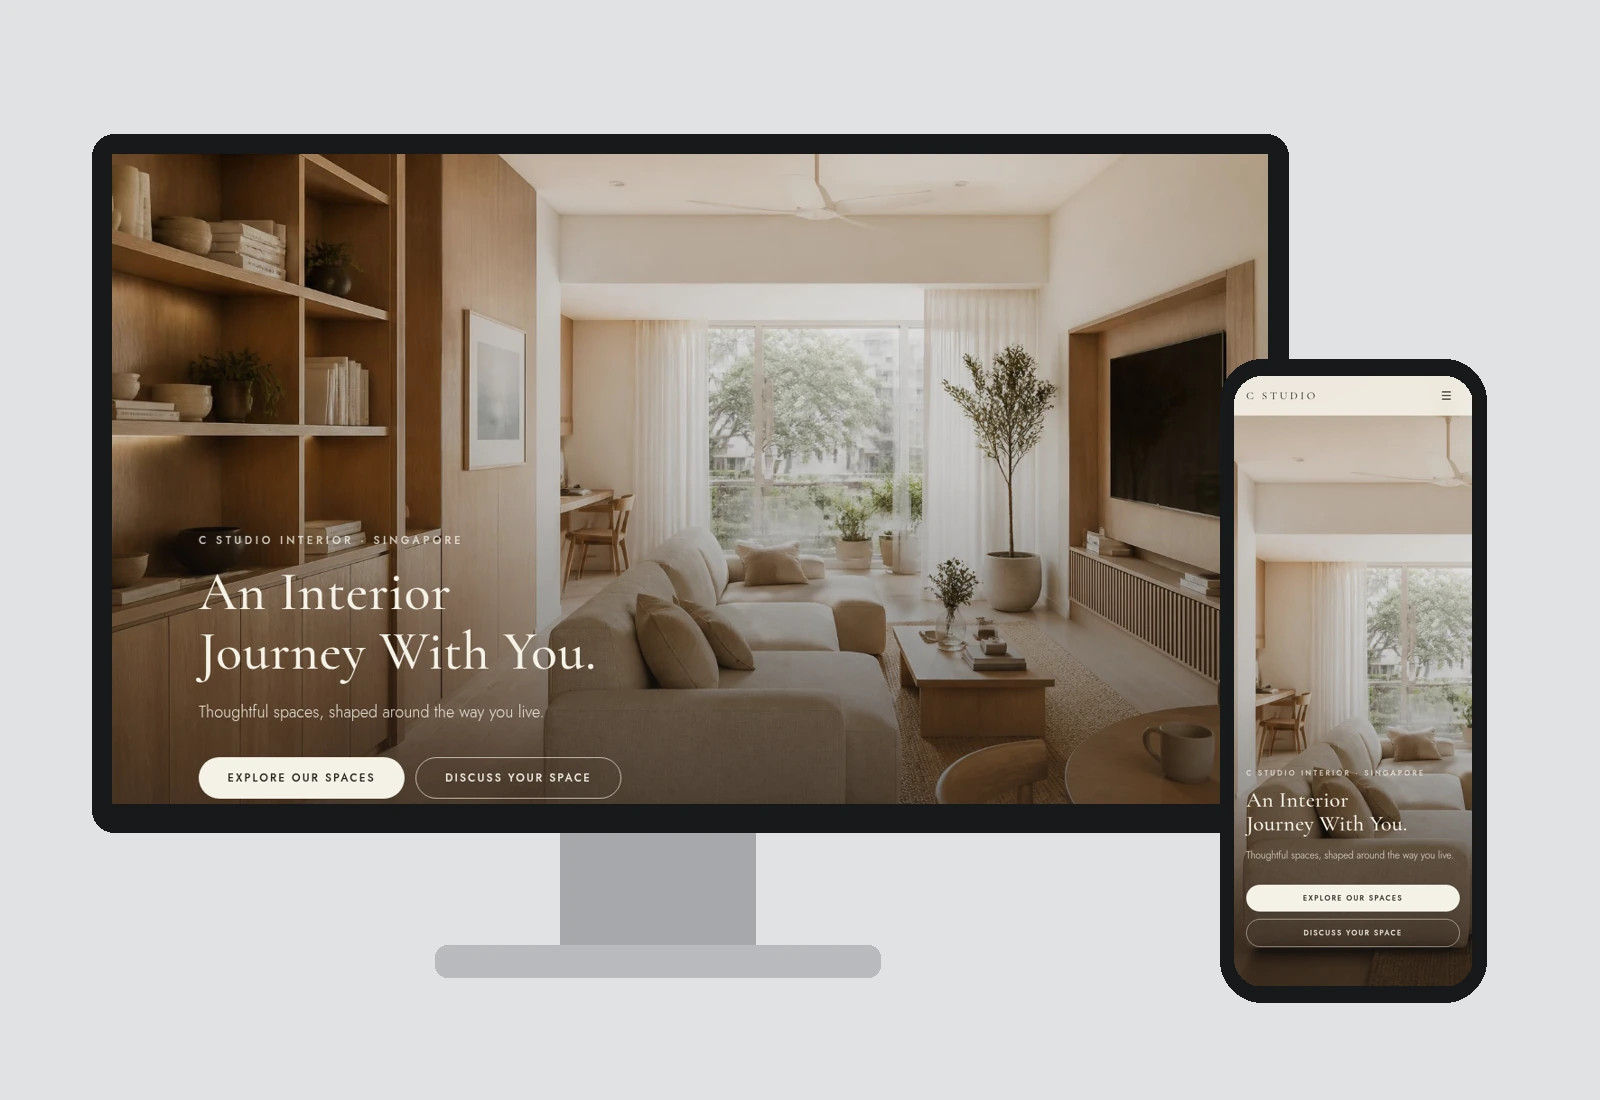 C STUDIO INTERIOR · SINGAPORE
An Interior
Journey With You.
Thoughtful spaces, shaped around the way you live.
EXPLORE OUR SPACES
DISCUSS YOUR SPACE
C STUDIO
C STUDIO INTERIOR · SINGAPORE
An Interior
Journey With You.
Thoughtful spaces, shaped around the way you live.
EXPLORE OUR SPACES
DISCUSS YOUR SPACE